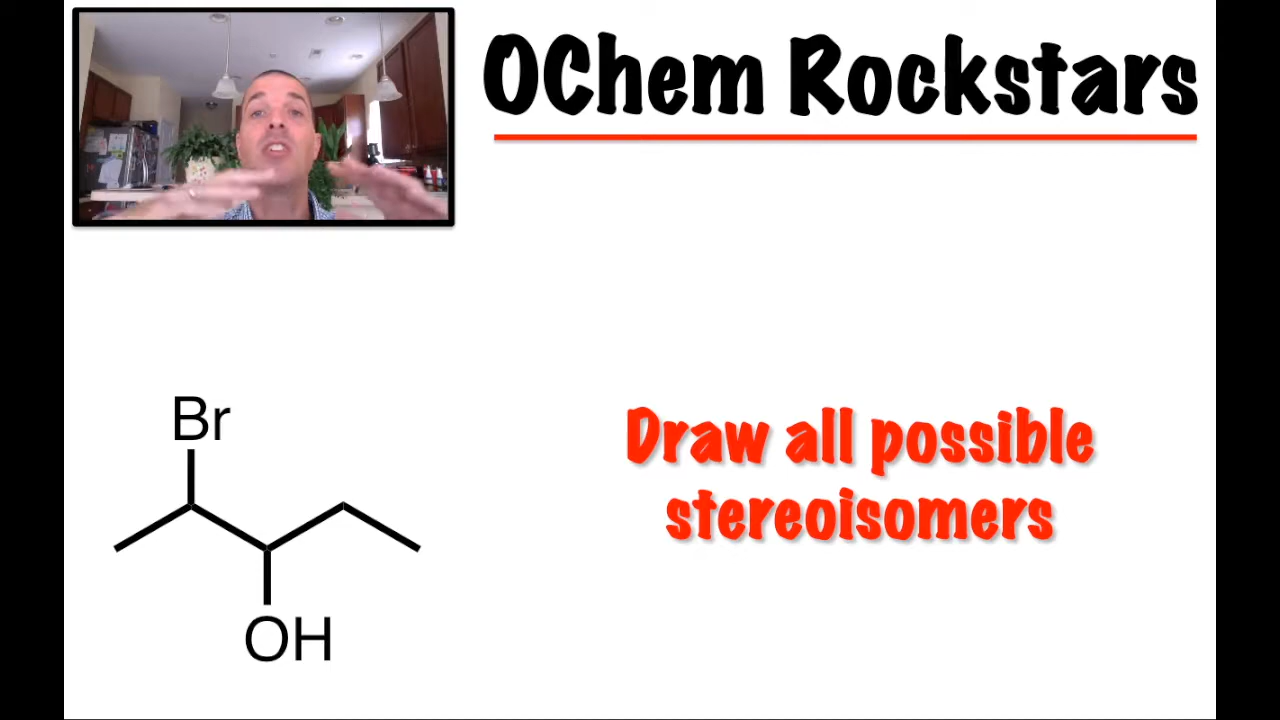 OChem Rockstars
Br
Draw all possible
stereoisomers
OH